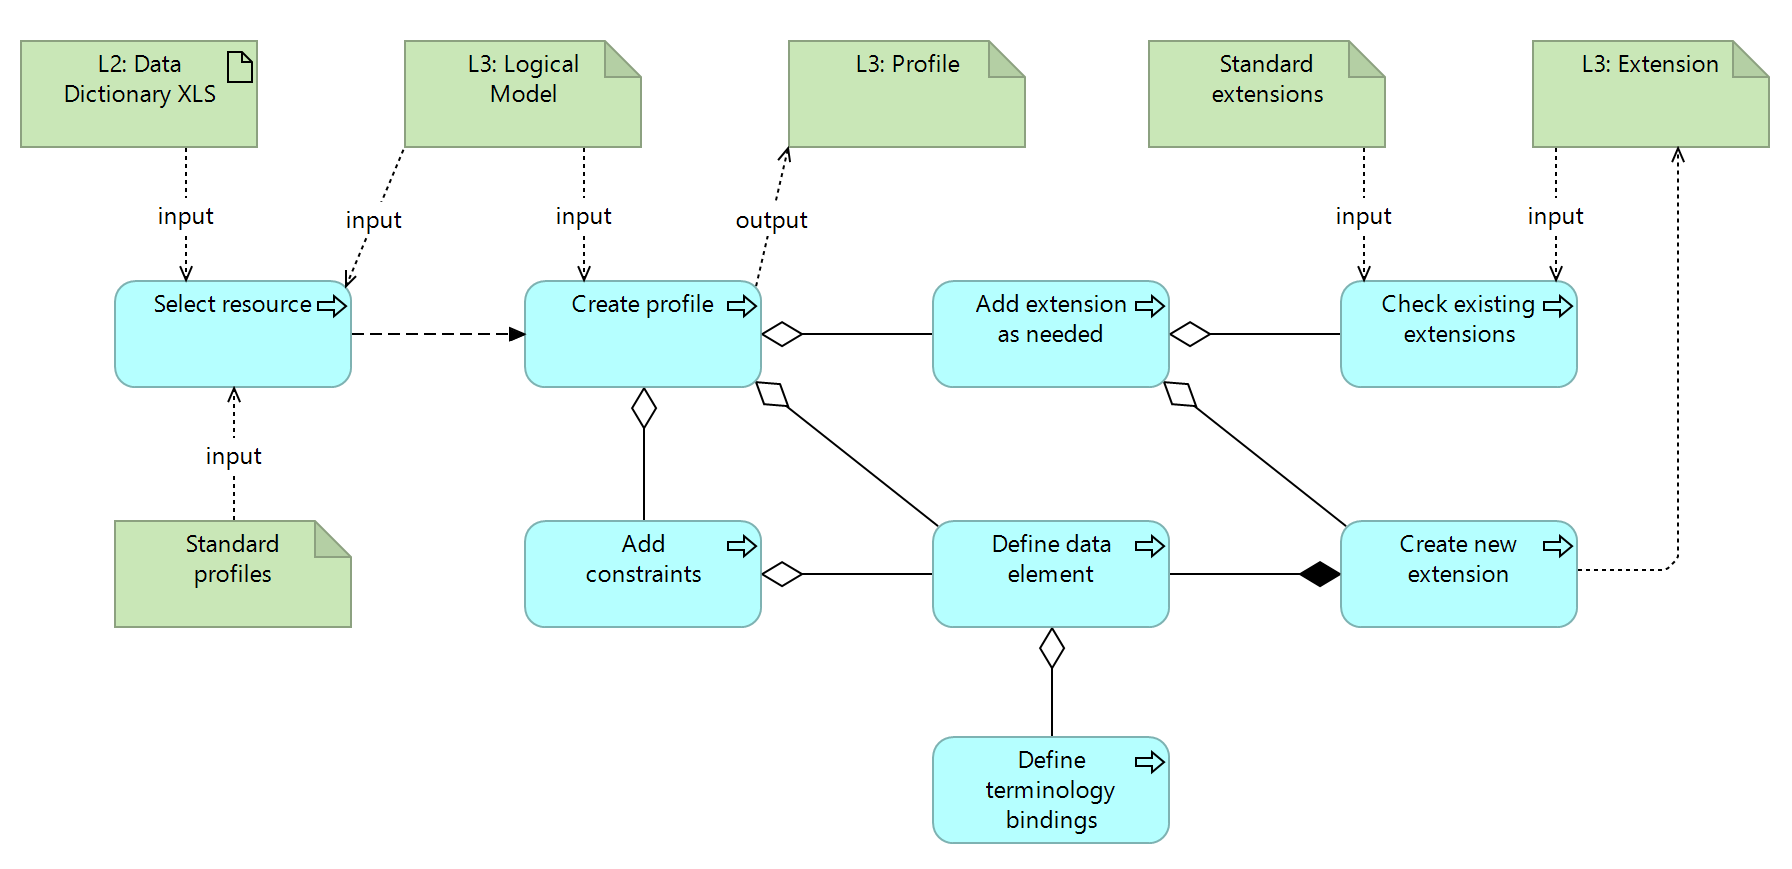 L2: Data
Dictionary XLS
L3: Logical
Model
L3: Profile
Standard
extensions
L3: Extension
input
input
input
output
input
input
Select resource
Create profile
Add extension
as needed
Check existing
extensions
input
Standard
profiles
Add
constraints
Define data
element
Create new
extension
Define
terminology
bindings